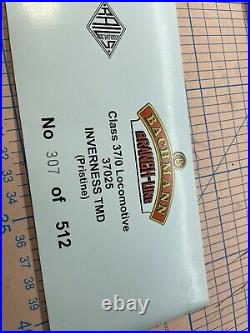 BACHMANN
BRANCH-LINE
Class 37/0 Locomotive
37025
INVERNESS TMD
(Pristine)
No 307 of 512